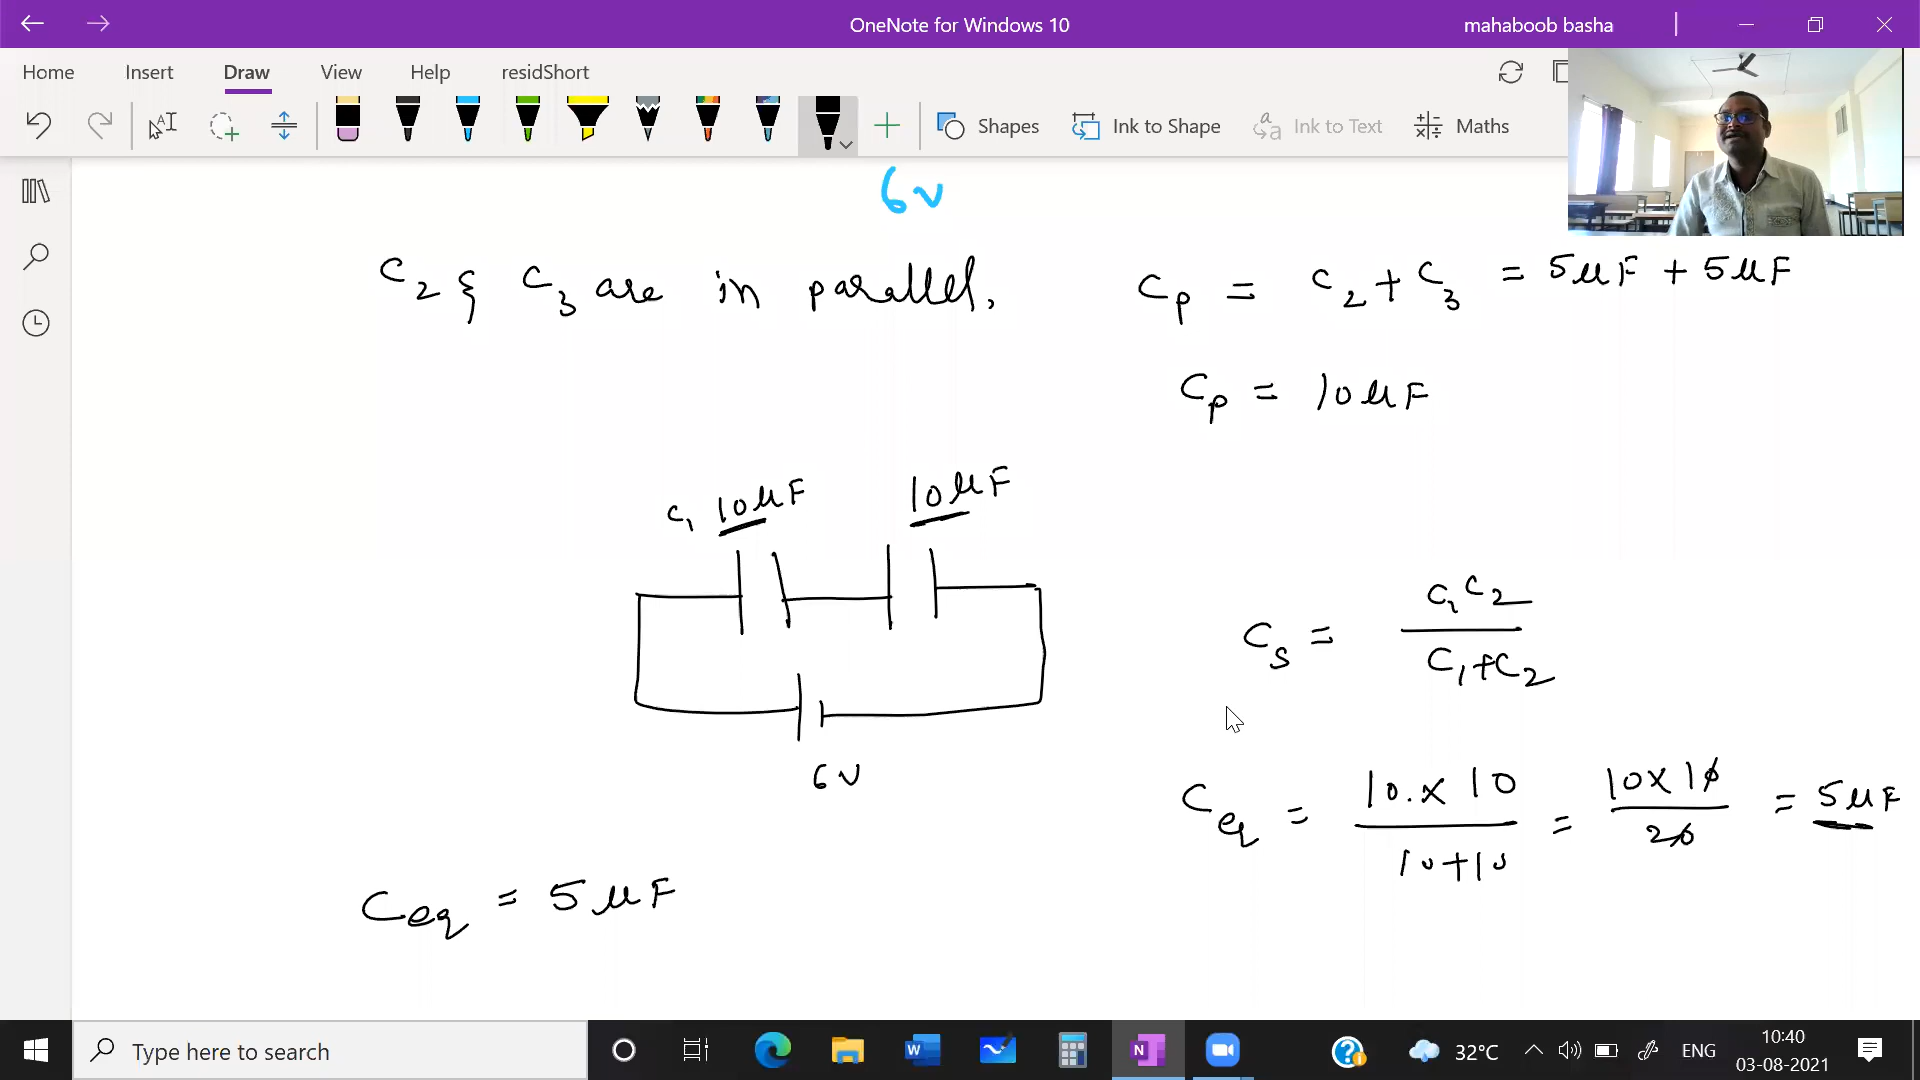 OneNote for Windows 10
mahaboob basha
Home Insert Draw View Help residShort
Shapes Ink to Shape Ink to Text Maths
6v
C2 & C3 are in parallel.
Cp = C2 + C3 = 5μF + 5μF
Cp = 10μF
C1 10μF 10μF
6V
Cs = C1C2 / C1+C2
Ceq = 10.x 10 / 10+10 = 10x10 / 20 = 5μF
Ceq = 5μF
Type here to search
32°C ENG 10:40
03-08-2021